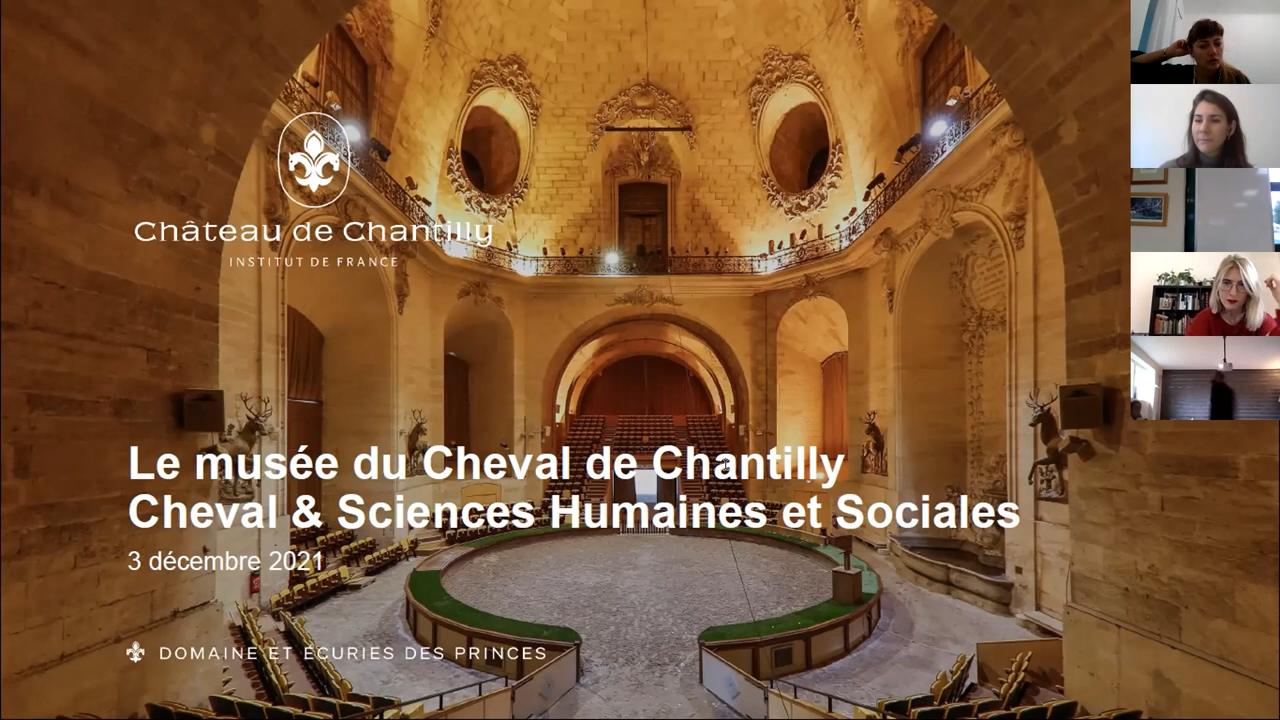 Château de Chantilly
INSTITUT DE FRANCE
Le musée du Cheval de Chantilly
Cheval & Sciences Humaines et Sociales
3 décembre 2021
DOMAINE ET ÉCURIES DES PRINCES